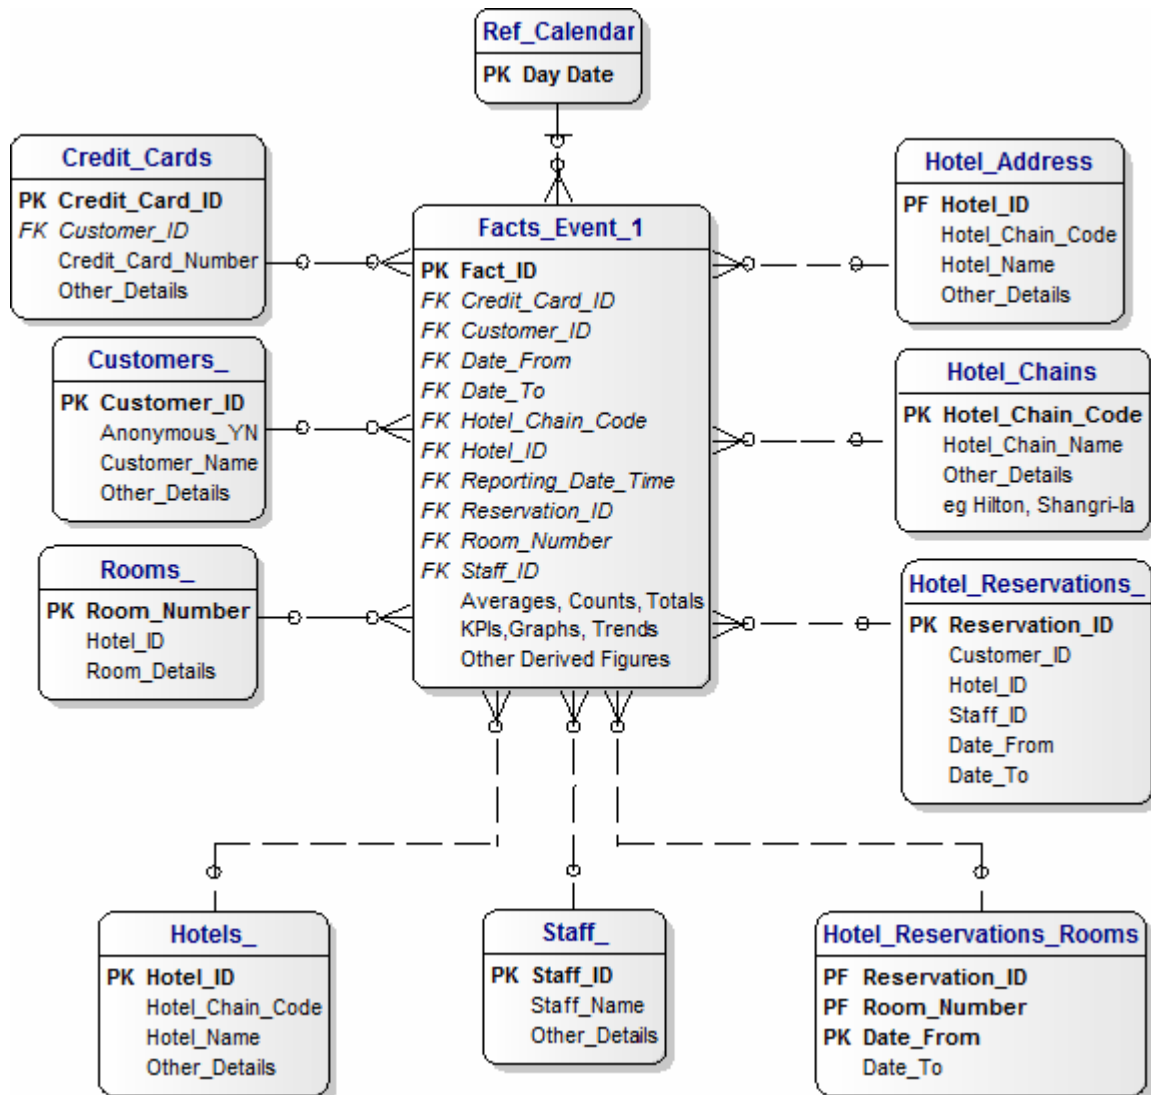 Ref_Calendar
PK Day Date
Credit_Cards
PK Credit_Card_ID
FK Customer_ID
Credit_Card_Number
Other_Details
Customers_
PK Customer_ID
Anonymous_YN
Customer_Name
Other_Details
Rooms_
PK Room_Number
Hotel_ID
Room_Details
Facts_Event_1
PK Fact_ID
FK Credit_Card_ID
FK Customer_ID
FK Date_From
FK Date_To
FK Hotel_Chain_Code
FK Hotel_ID
FK Reporting_Date_Time
FK Reservation_ID
FK Room_Number
FK Staff_ID
Averages, Counts, Totals
KPIs,Graphs, Trends
Other Derived Figures
Hotel_Address
PF Hotel_ID
Hotel_Chain_Code
Hotel_Name
Other_Details
Hotel_Chains
PK Hotel_Chain_Code
Hotel_Chain_Name
Other_Details
eg Hilton, Shangri-la
Hotel_Reservations_
PK Reservation_ID
Customer_ID
Hotel_ID
Staff_ID
Date_From
Date_To
Hotels_
PK Hotel_ID
Hotel_Chain_Code
Hotel_Name
Other_Details
Staff_
PK Staff_ID
Staff_Name
Other_Details
Hotel_Reservations_Rooms
PF Reservation_ID
PF Room_Number
PK Date_From
Date_To